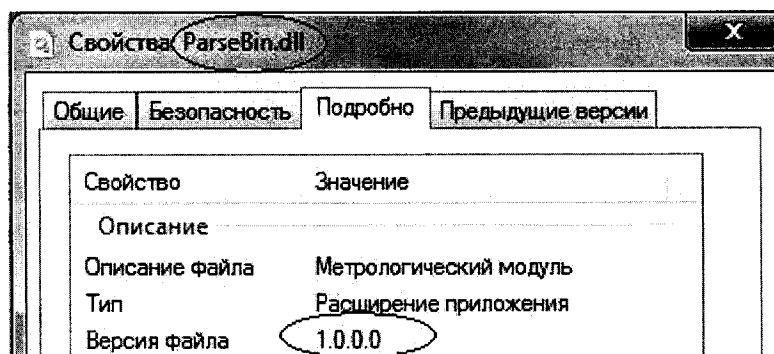 Свойства: ParseBin.dll
x
Общие Безопасность Подробно Предыдущие версии
Свойство Значение
Описание
Описание файла Метрологический модуль
Тип Расширение приложения
Версия файла 1.0.0.0